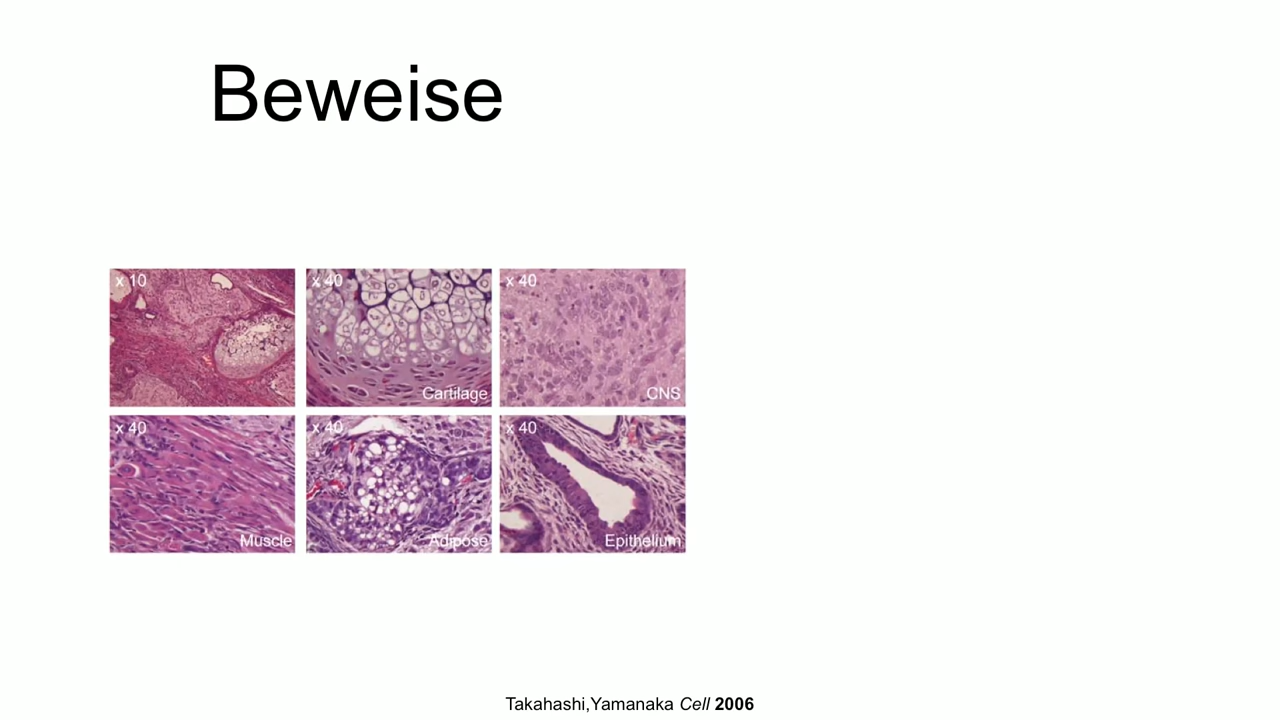 Beweise
x 10
x 40
x 40
Cartilage
CNS
x 40
x 40
x 40
Muscle
Adipose
Epithelium
Takahashi,Yamanaka Cell 2006